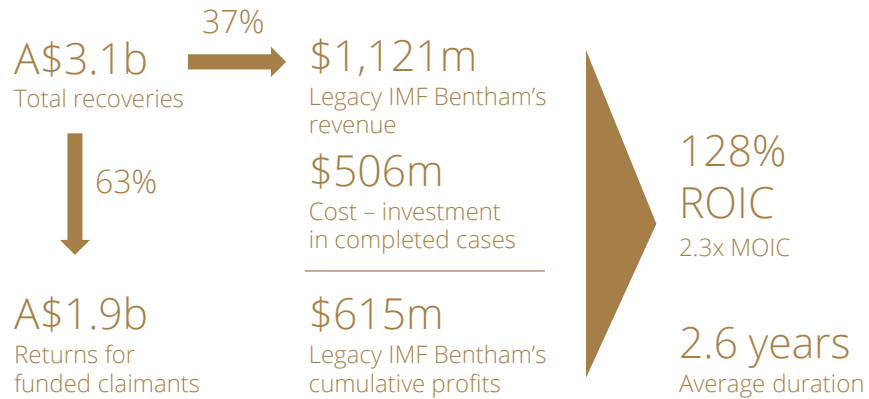 37%
A$3.1b
Total recoveries
63%
A$1.9b
Returns for
funded claimants
$1,121m
Legacy IMF Bentham’s
revenue
$506m
Cost – investment
in completed cases
$615m
Legacy IMF Bentham’s
cumulative profits
128%
ROIC
2.3x MOIC
2.6 years
Average duration